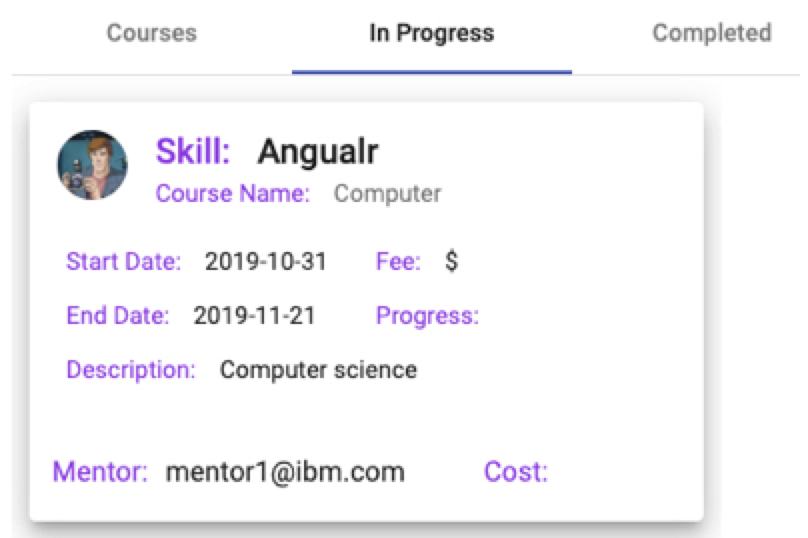 Courses In Progress Completed
Skill: Angualr
Course Name: Computer
Start Date: 2019-10-31 Fee: $
End Date: 2019-11-21 Progress:
Description: Computer science
Mentor: mentor1@ibm.com Cost: